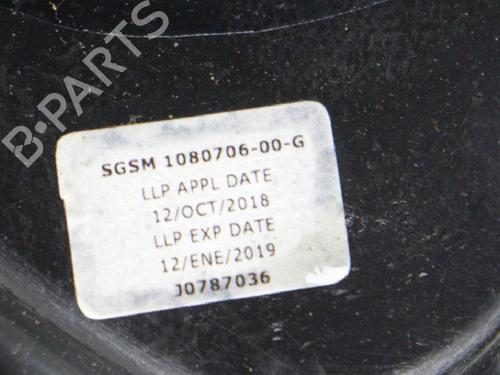 B·PARTS
SGSM 1080706-00-G
LLP APPL DATE
12/OCT/2018
LLP EXP DATE
12/ENE/2019
J0787036